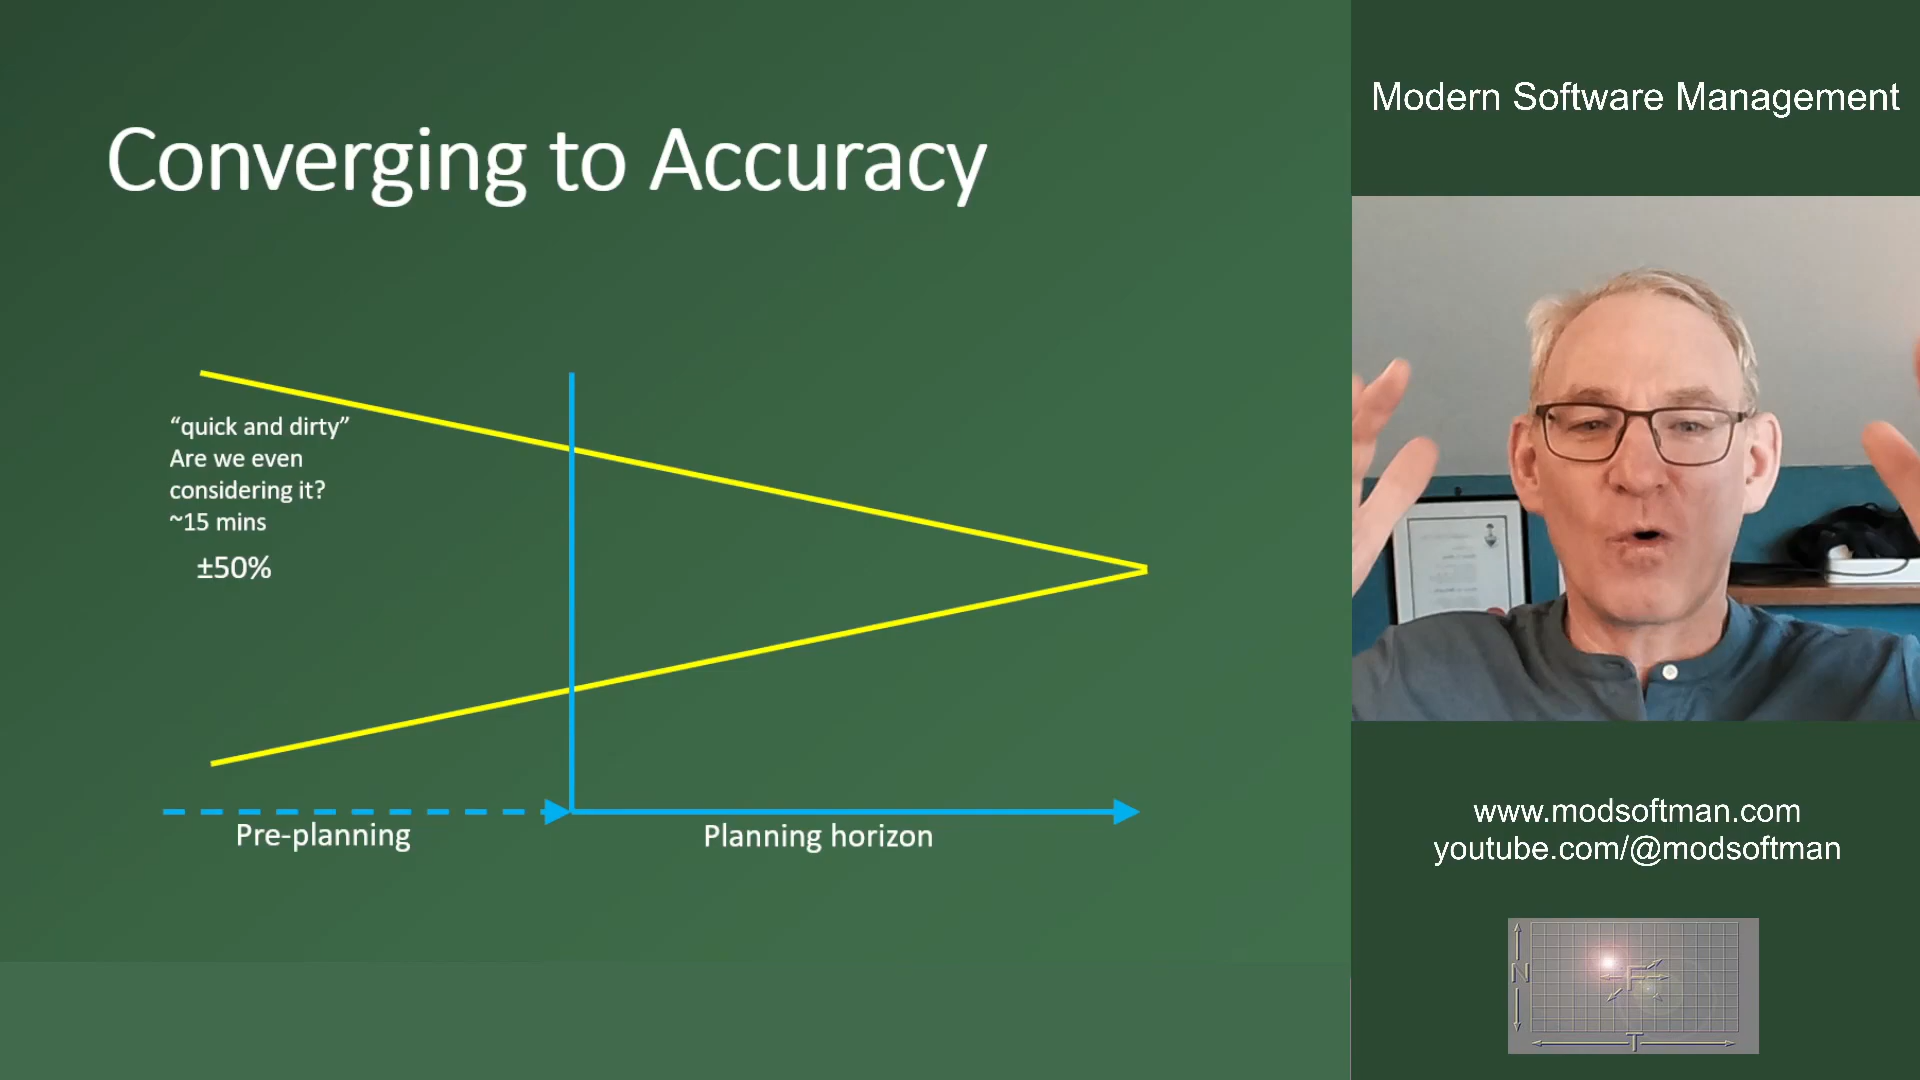 Converging to Accuracy
“quick and dirty”
Are we even
considering it?
~15 mins
±50%
Pre-planning
Planning horizon
Modern Software Management
www.modsoftman.com
youtube.com/@modsoftman
N
F
T